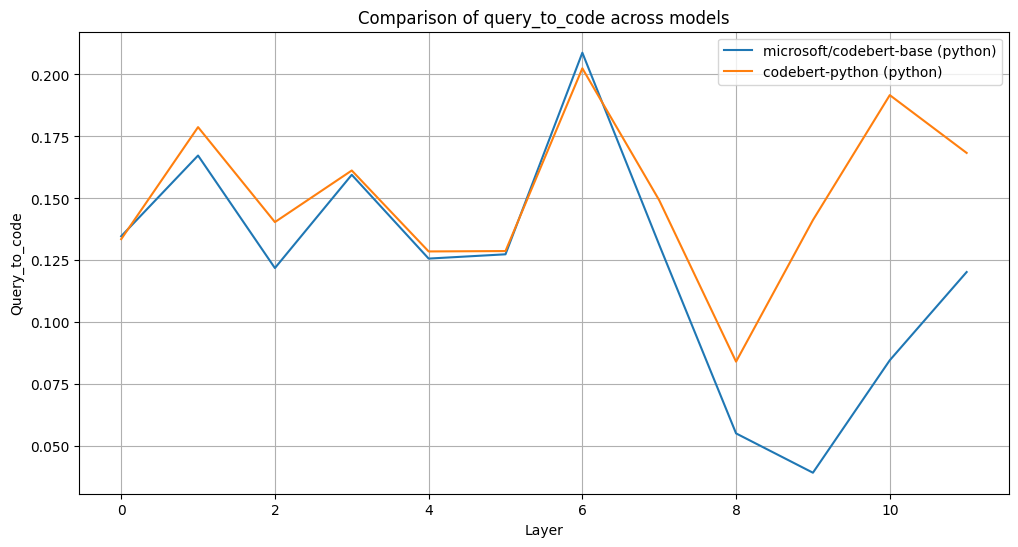 Comparison of query_to_code across models
microsoft/codebert-base (python)
codebert-python (python)
Query_to_code
0.200
0.175
0.150
0.125
0.100
0.075
0.050
0 2 4 6 8 10
Layer